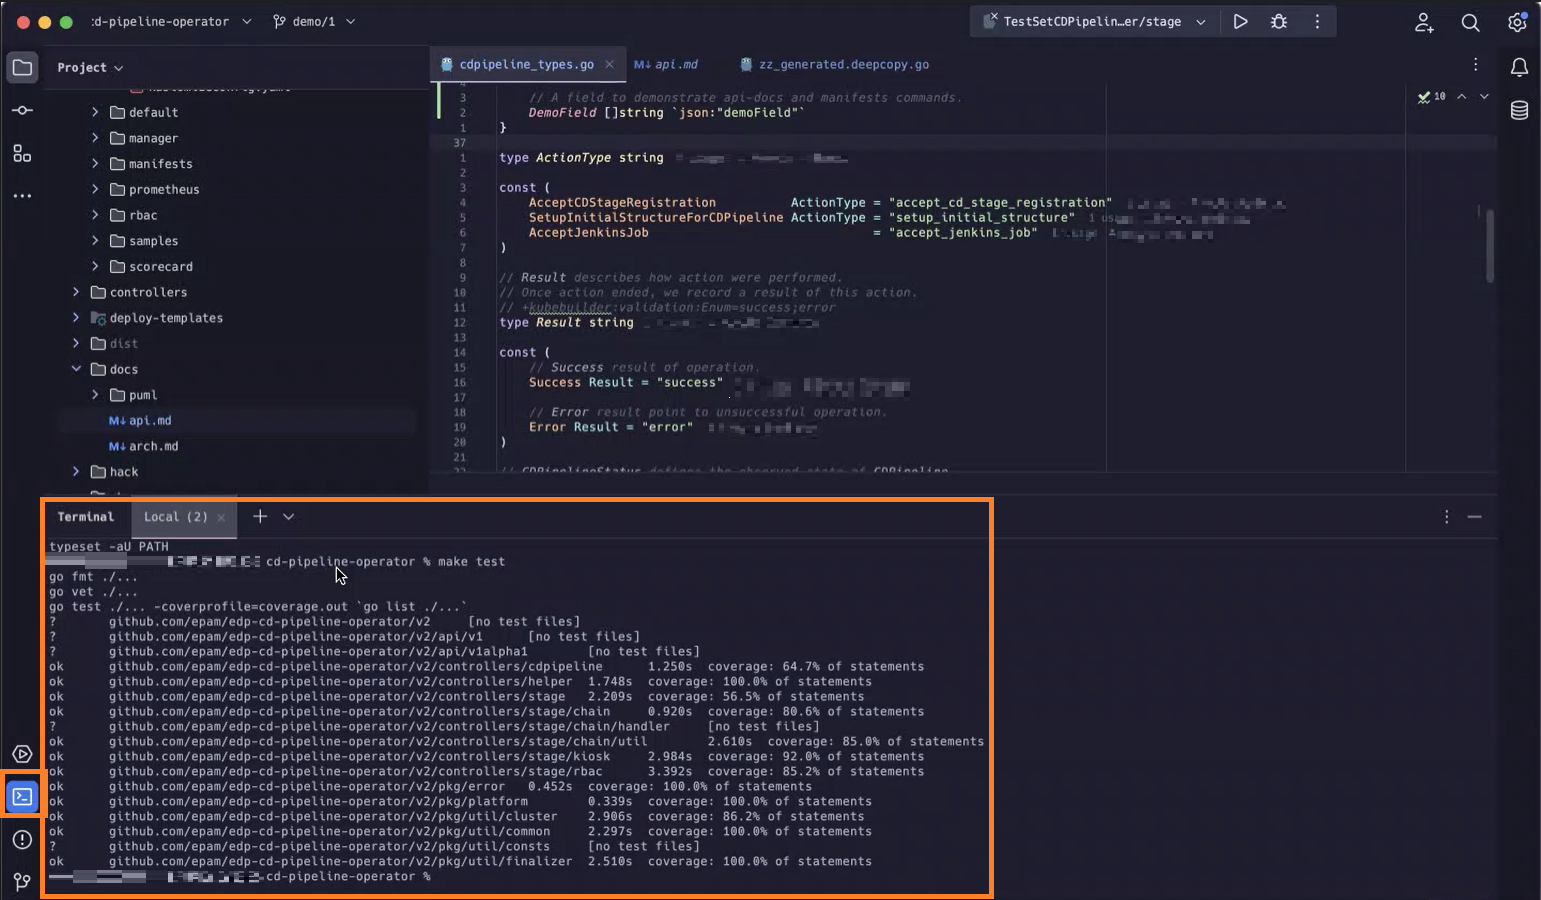 :d-pipeline-operator
demo/1
TestSetCDPipelin…er/stage
Project
cdpipeline_types.go
M↓ api.md
zz_generated.deepcopy.go
default
manager
manifests
prometheus
rbac
samples
scorecard
controllers
deploy-templates
dist
docs
puml
M↓ api.md
M↓ arch.md
hack
10
3 // A field to demonstrate api-docs and manifests commands.
2 DemoField []string `json:"demoField"`
1 }
37
1 type ActionType string
2
3 const (
4 AcceptCDStageRegistration ActionType = "accept_cd_stage_registration"
5 SetupInitialStructureForCDPipeline ActionType = "setup_initial_structure"
6 AcceptJenkinsJob = "accept_jenkins_job"
7 )
8
9 // Result describes how action were performed.
10 // Once action ended, we record a result of this action.
11 // +kubebuilder:validation:Enum=success;error
12 type Result string
13
14 const (
15 // Success result of operation.
16 Success Result = "success"
17
18 // Error result point to unsuccessful operation.
19 Error Result = "error"
20 )
21
22 // CDPipelineStatus defines the observed state of CDPipeline
Terminal
Local (2)
typeset -aU PATH
cd-pipeline-operator % make test
go fmt ./...
go vet ./...
go test ./... -coverprofile=coverage.out `go list ./...`
? github.com/epam/edp-cd-pipeline-operator/v2 [no test files]
? github.com/epam/edp-cd-pipeline-operator/v2/api/v1 [no test files]
? github.com/epam/edp-cd-pipeline-operator/v2/api/v1alpha1 [no test files]
ok github.com/epam/edp-cd-pipeline-operator/v2/controllers/cdpipeline 1.250s coverage: 64.7% of statements
ok github.com/epam/edp-cd-pipeline-operator/v2/controllers/helper 1.748s coverage: 100.0% of statements
ok github.com/epam/edp-cd-pipeline-operator/v2/controllers/stage 2.209s coverage: 56.5% of statements
ok github.com/epam/edp-cd-pipeline-operator/v2/controllers/stage/chain 0.920s coverage: 80.6% of statements
? github.com/epam/edp-cd-pipeline-operator/v2/controllers/stage/chain/handler [no test files]
ok github.com/epam/edp-cd-pipeline-operator/v2/controllers/stage/chain/util 2.610s coverage: 85.0% of statements
ok github.com/epam/edp-cd-pipeline-operator/v2/controllers/stage/kiosk 2.984s coverage: 92.0% of statements
ok github.com/epam/edp-cd-pipeline-operator/v2/controllers/stage/rbac 3.392s coverage: 85.2% of statements
ok github.com/epam/edp-cd-pipeline-operator/v2/pkg/error 0.452s coverage: 100.0% of statements
ok github.com/epam/edp-cd-pipeline-operator/v2/pkg/platform 0.339s coverage: 100.0% of statements
ok github.com/epam/edp-cd-pipeline-operator/v2/pkg/util/cluster 2.906s coverage: 86.2% of statements
ok github.com/epam/edp-cd-pipeline-operator/v2/pkg/util/common 2.297s coverage: 100.0% of statements
? github.com/epam/edp-cd-pipeline-operator/v2/pkg/util/consts [no test files]
ok github.com/epam/edp-cd-pipeline-operator/v2/pkg/util/finalizer 2.510s coverage: 100.0% of statements
cd-pipeline-operator %